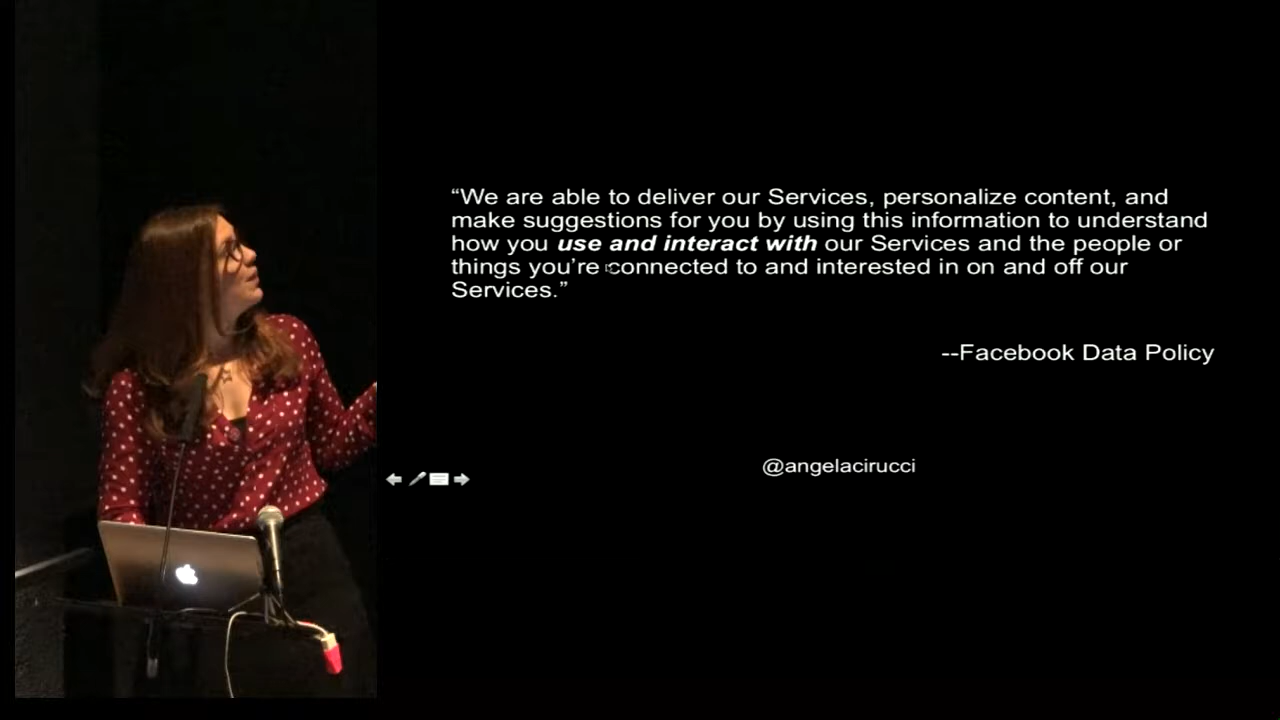 “We are able to deliver our Services, personalize content, and
make suggestions for you by using this information to understand
how you use and interact with our Services and the people or
things you’re connected to and interested in on and off our
Services.”
--Facebook Data Policy
@angelacirucci